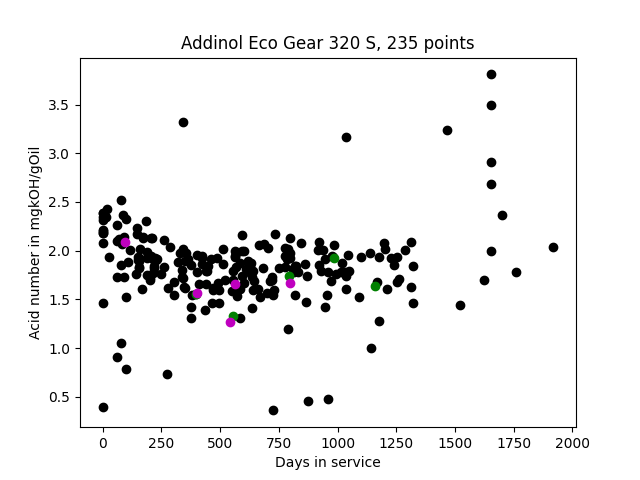 Addinol Eco Gear 320 S, 235 points
Acid number in mgkOH/gOil
3.5
3.0
2.5
2.0
1.5
1.0
0.5
0 250 500 750 1000 1250 1500 1750 2000
Days in service